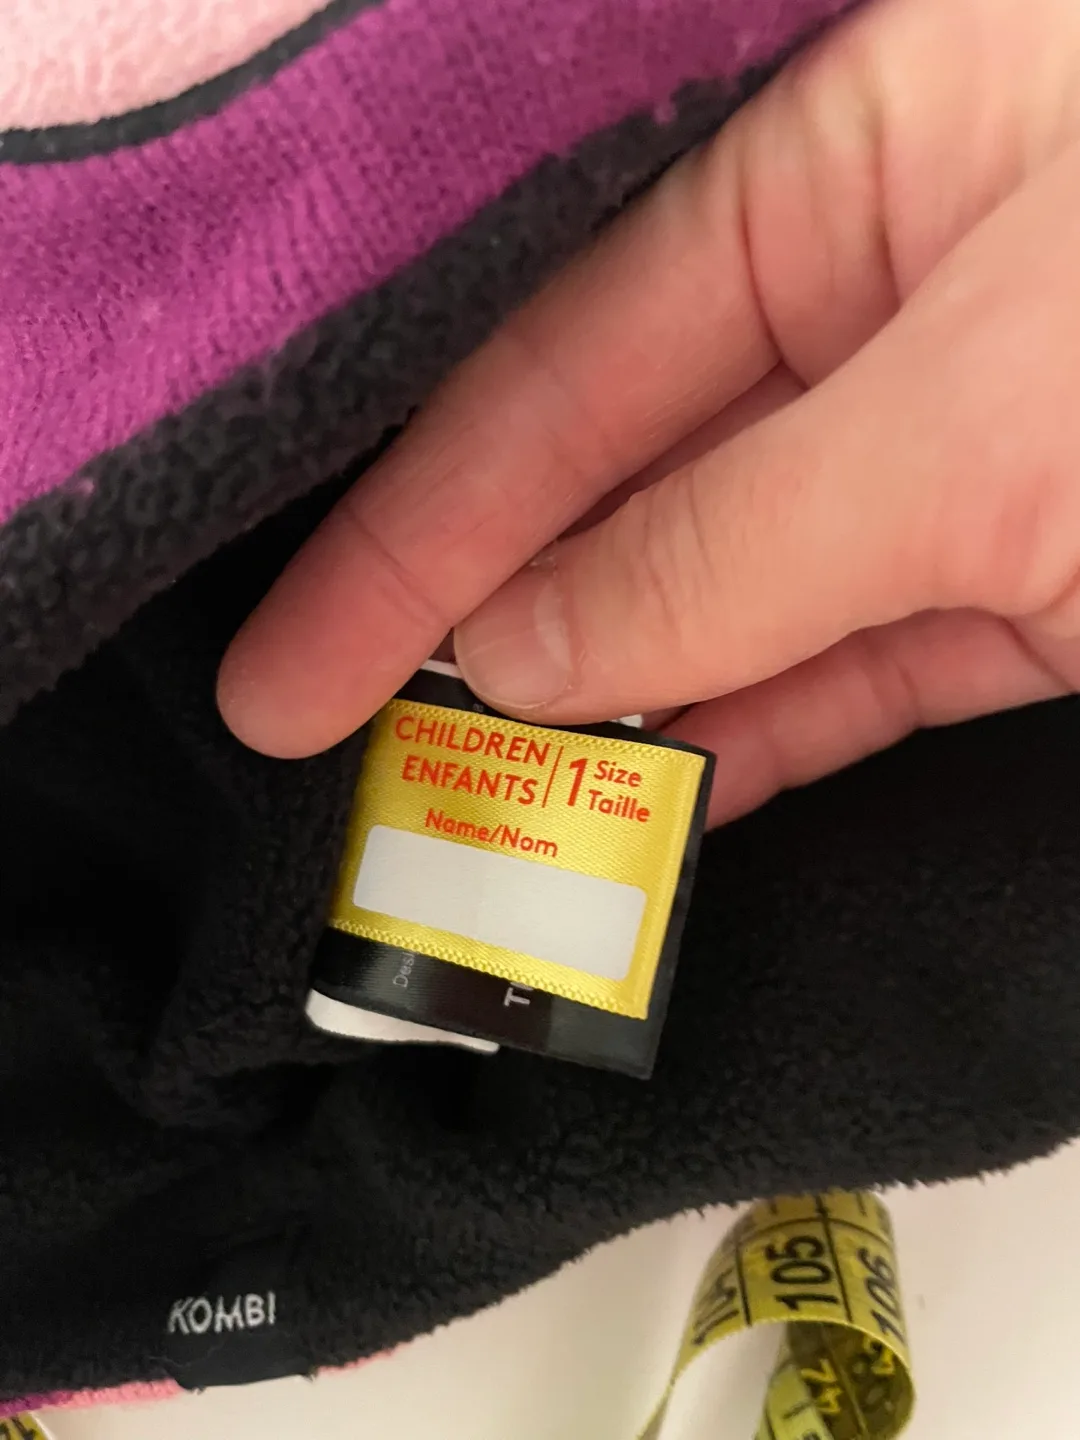 CHILDREN
ENFANTS
1 Size
Taille
Name/Nom
KOMBI
105
106